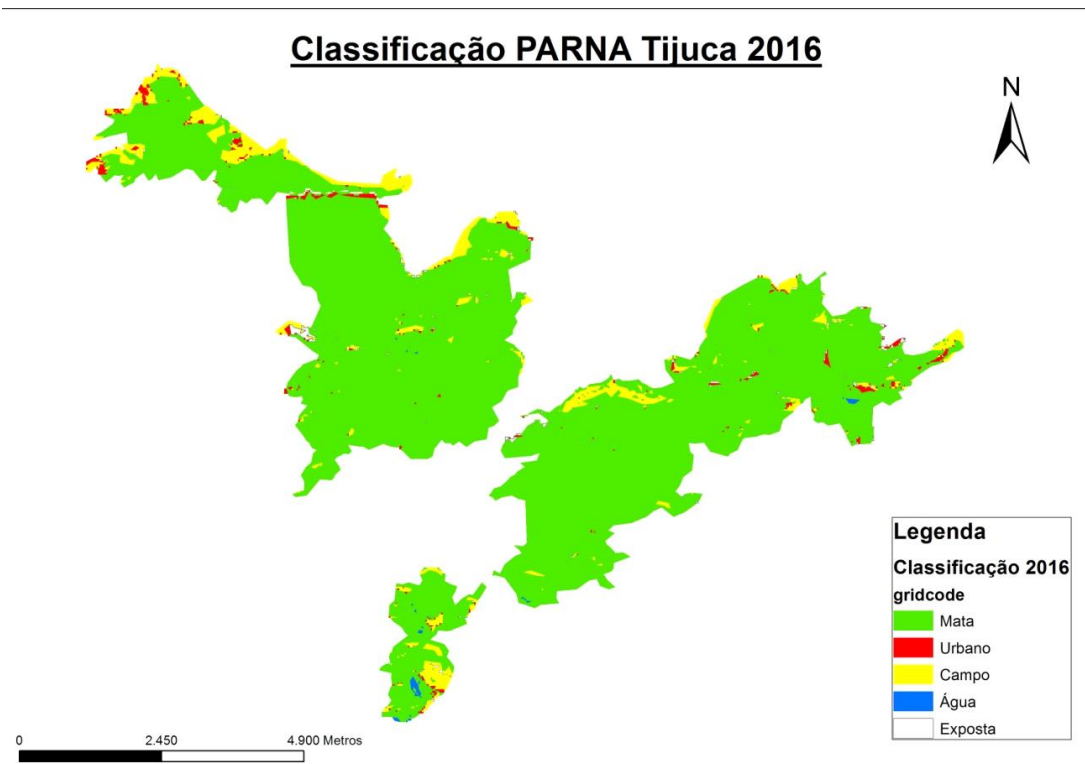 Classificação PARNA Tijuca 2016
N
Legenda
Classificação 2016
gridcode
Mata
Urbano
Campo
Água
Exposta
0 2.450 4.900 Metros